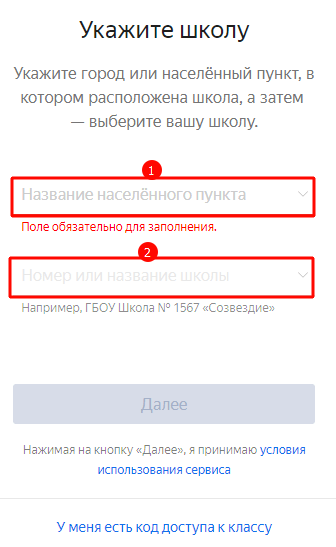 Укажите школу
Укажите город или населённый пункт, в
котором расположена школа, а затем
— выберите вашу школу.
1
Название населённого пункта
Поле обязательно для заполнения.
2
Номер или название школы
Например, ГБОУ Школа № 1567 «Созвездие»
Далее
Нажимая на кнопку «Далее», я принимаю условия
использования сервиса
У меня есть код доступа к классу